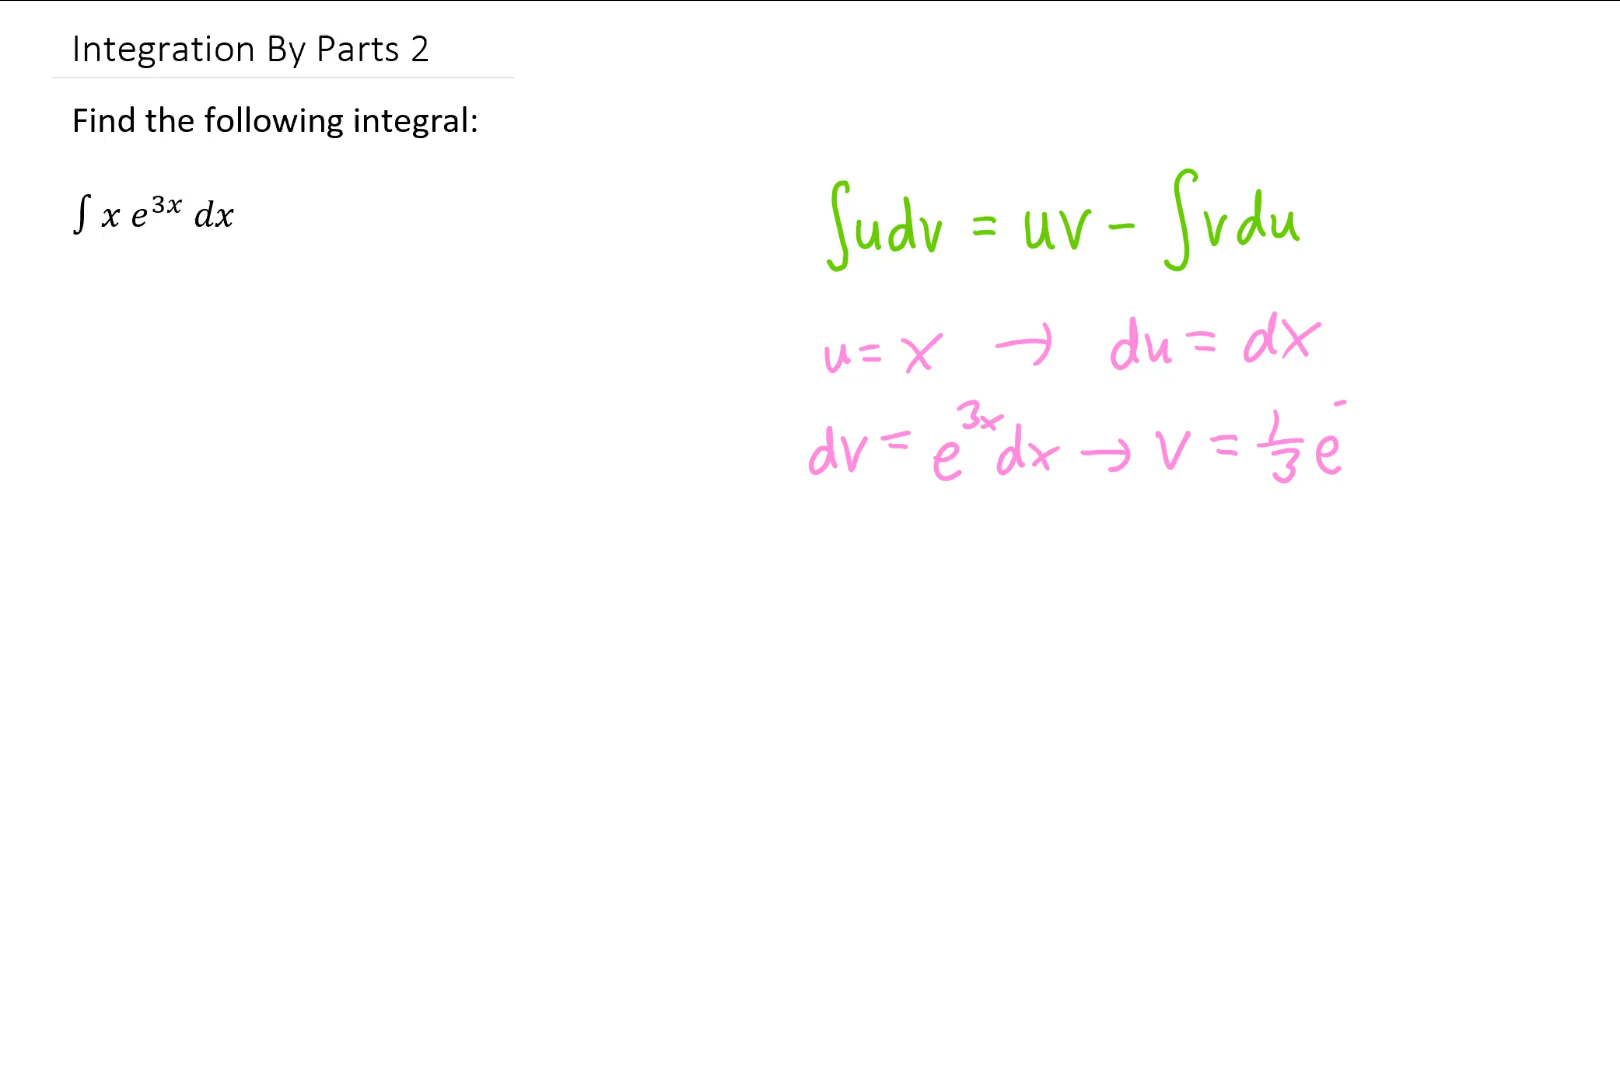 Integration By Parts 2
Find the following integral:
∫ x e^{3x} dx
∫udv = uv - ∫vdu
u = x → du = dx
dv = e^{3x}dx → v = \frac{1}{3}e